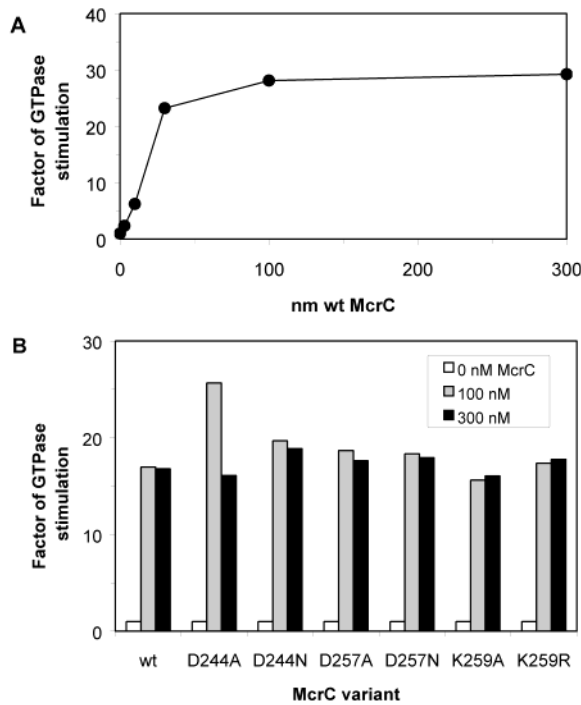 A
Factor of GTPase
stimulation
40
30
20
10
0
0 100 200 300
nm wt McrC
B
Factor of GTPase
stimulation
30
20
10
0
0 nM McrC
100 nM
300 nM
wt D244A D244N D257A D257N K259A K259R
McrC variant